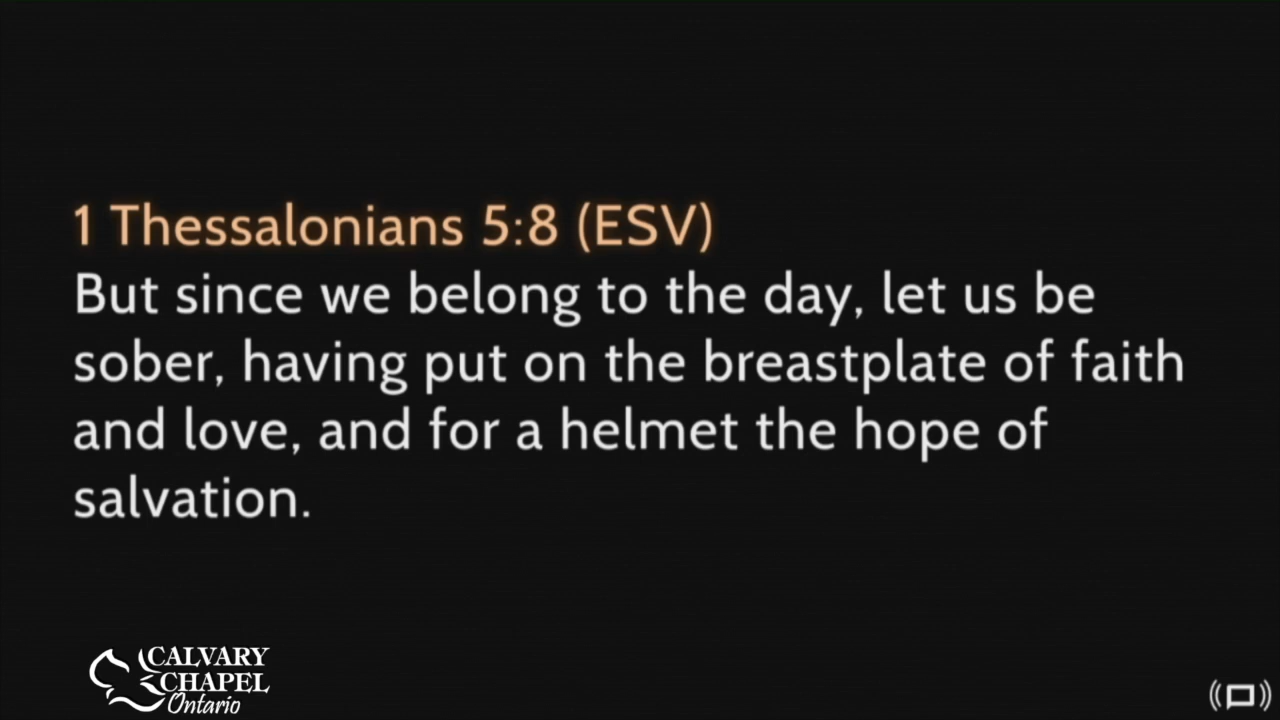 1 Thessalonians 5:8 (ESV)
But since we belong to the day, let us be
sober, having put on the breastplate of faith
and love, and for a helmet the hope of
salvation.
CALVARY
CHAPEL
Ontario